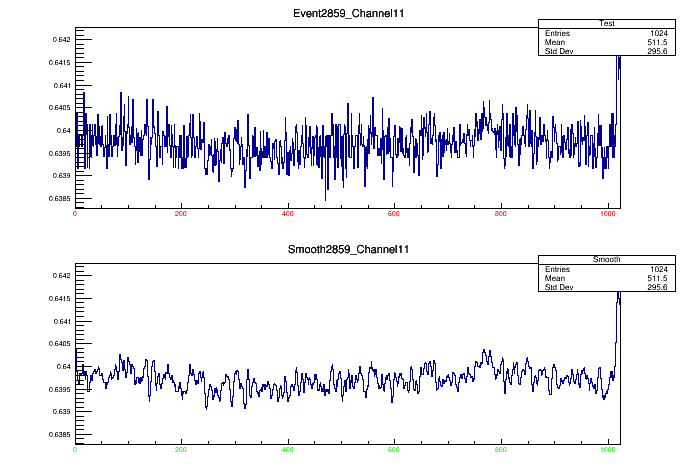 Event2859_Channel11
Test
Entries 1024
Mean 511.5
Std Dev 295.6
0.642
0.6415
0.641
0.6405
0.64
0.6395
0.639
0.6385
0 200 400 600 800 1000
Smooth2859_Channel11
Smooth
Entries 1024
Mean 511.5
Std Dev 295.6
0.642
0.6415
0.641
0.6405
0.64
0.6395
0.639
0.6385
0 200 400 600 800 1000